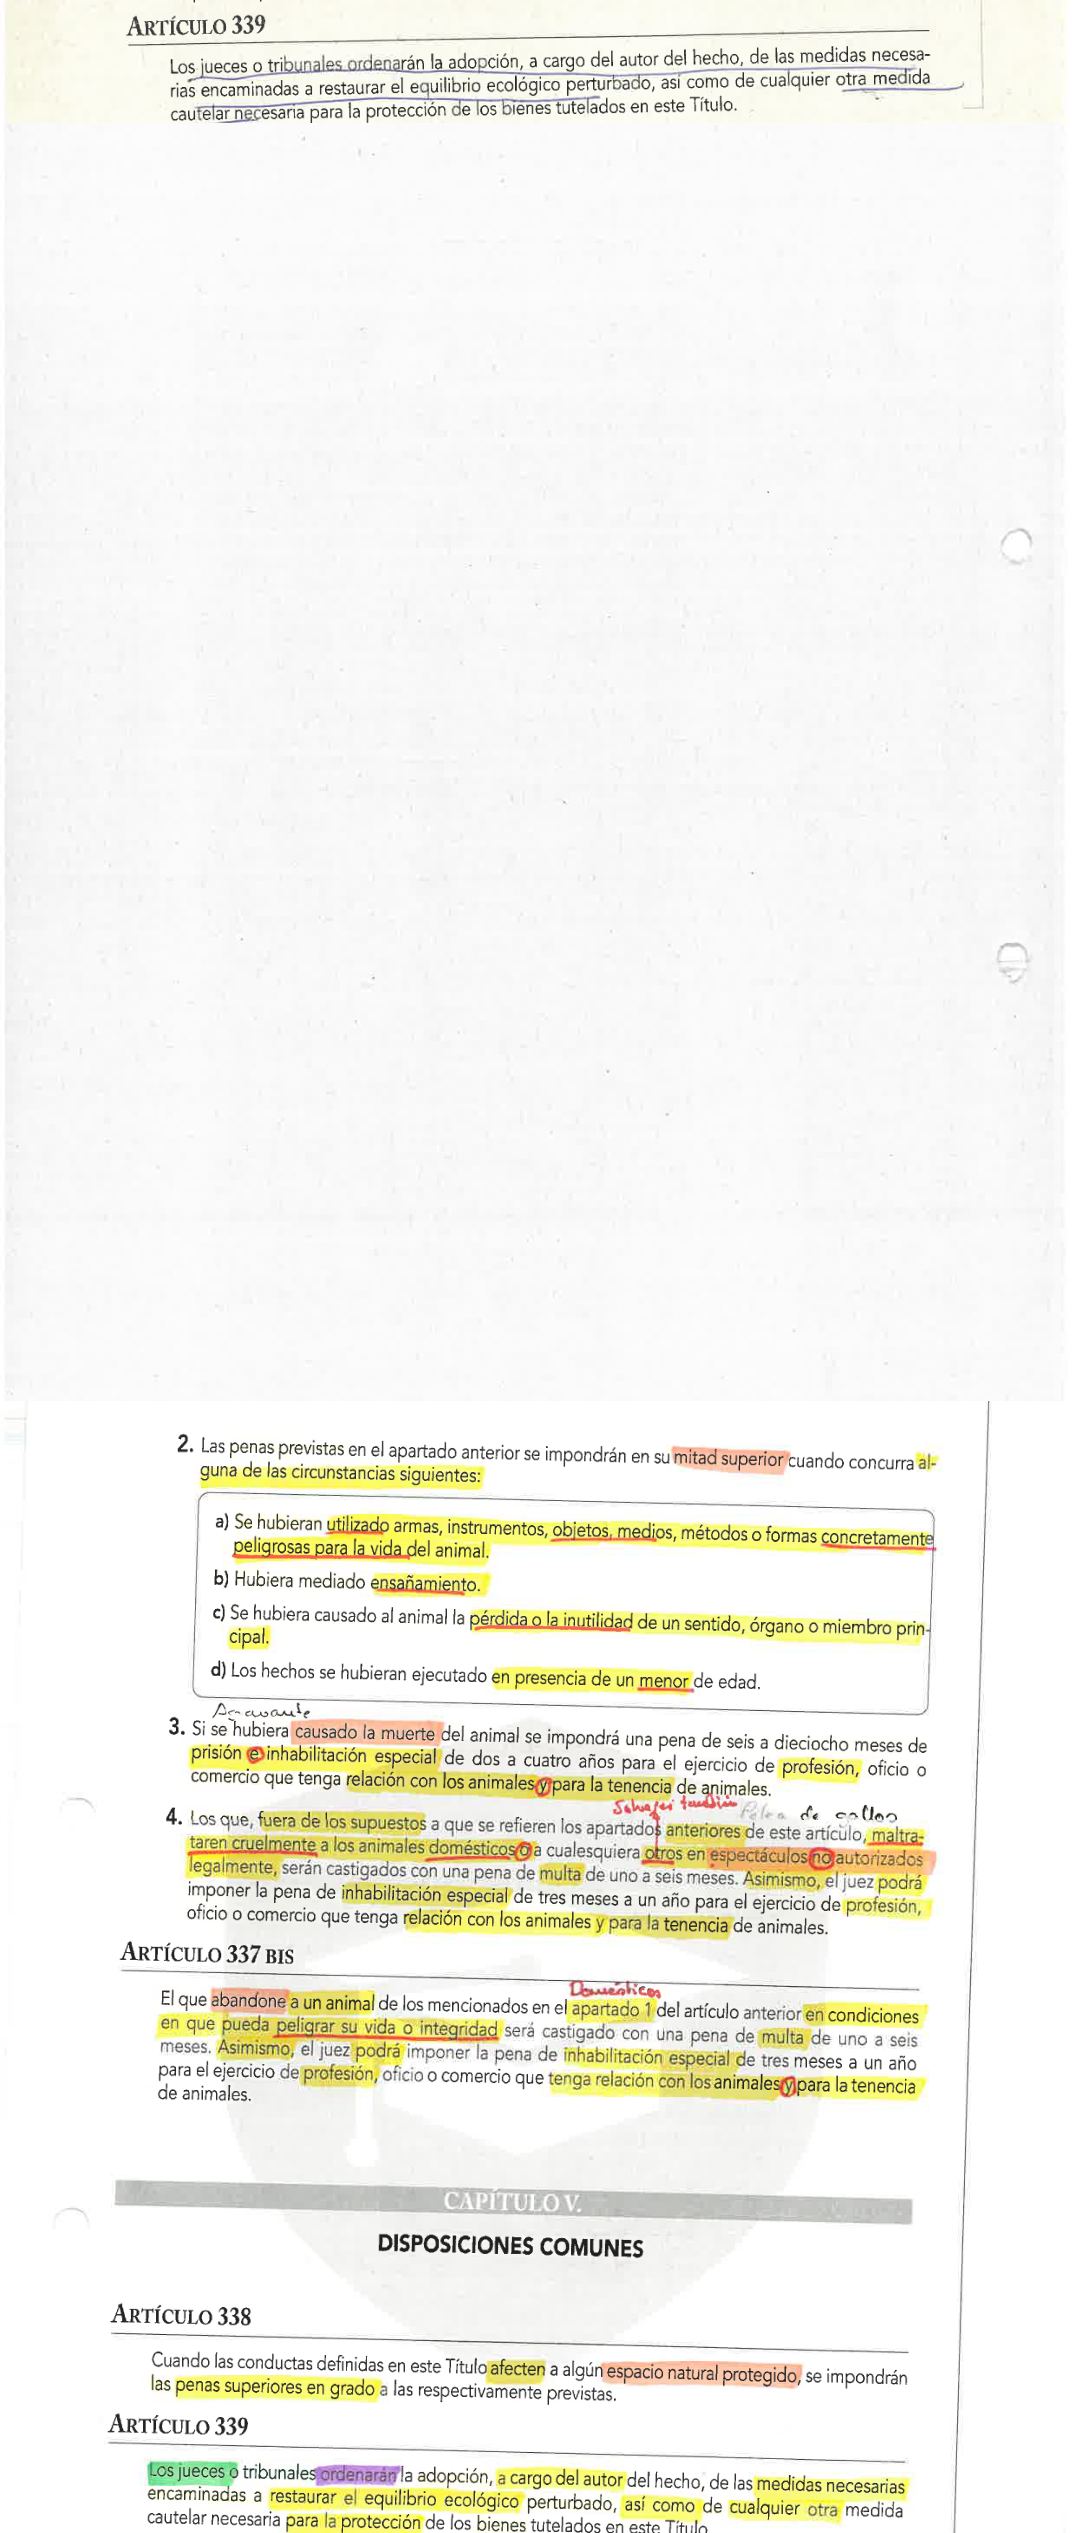 ARTÍCULO 339
Los jueces o tribunales ordenarán la adopción, a cargo del autor del hecho, de las medidas necesa-
rias encaminadas a restaurar el equilibrio ecológico perturbado, así como de cualquier otra medida
cautelar necesaria para la protección de los bienes tutelados en este Título.
2. Las penas previstas en el apartado anterior se impondrán en su mitad superior cuando concurra al-
guna de las circunstancias siguientes:
a) Se hubieran utilizado armas, instrumentos, objetos, medios, métodos o formas concretamente
peligrosas para la vida del animal.
b) Hubiera mediado ensañamiento.
c) Se hubiera causado al animal la pérdida o la inutilidad de un sentido, órgano o miembro prin-
cipal.
d) Los hechos se hubieran ejecutado en presencia de un menor de edad.
3. Si se hubiera causado la muerte del animal se impondrá una pena de seis a dieciocho meses de
prisión e inhabilitación especial de dos a cuatro años para el ejercicio de profesión, oficio o
comercio que tenga relación con los animales y para la tenencia de animales.
Salvajes también Pelea de gallos
4. Los que, fuera de los supuestos a que se refieren los apartados anteriores de este artículo, maltra-
taren cruelmente a los animales domésticos o a cualesquiera otros en espectáculos no autorizados
legalmente, serán castigados con una pena de multa de uno a seis meses. Asimismo, el juez podrá
imponer la pena de inhabilitación especial de tres meses a un año para el ejercicio de profesión,
oficio o comercio que tenga relación con los animales y para la tenencia de animales.
ARTÍCULO 337 BIS
Domésticos
El que abandone a un animal de los mencionados en el apartado 1 del artículo anterior en condiciones
en que pueda peligrar su vida o integridad será castigado con una pena de multa de uno a seis
meses. Asimismo, el juez podrá imponer la pena de inhabilitación especial de tres meses a un año
para el ejercicio de profesión, oficio o comercio que tenga relación con los animales y para la tenencia
de animales.
CAPÍTULO V.
DISPOSICIONES COMUNES
ARTÍCULO 338
Cuando las conductas definidas en este Título afecten a algún espacio natural protegido, se impondrán
las penas superiores en grado a las respectivamente previstas.
ARTÍCULO 339
Los jueces o tribunales ordenarán la adopción, a cargo del autor del hecho, de las medidas necesarias
encaminadas a restaurar el equilibrio ecológico perturbado, así como de cualquier otra medida
cautelar necesaria para la protección de los bienes tutelados en este Título.